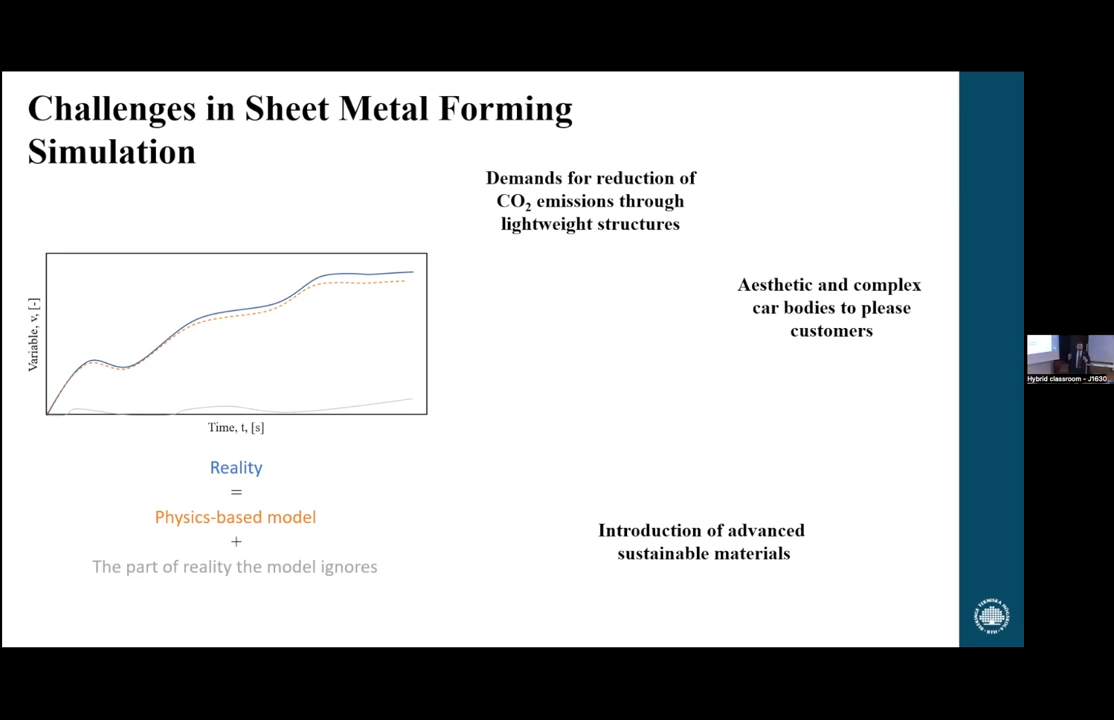 Challenges in Sheet Metal Forming
Simulation
Demands for reduction of
CO₂ emissions through
lightweight structures
Aesthetic and complex
car bodies to please
customers
Variable, v, [-]
Time, t, [s]
Reality
=
Physics-based model
+
The part of reality the model ignores
Introduction of advanced
sustainable materials
Hybrid classroom - J1630